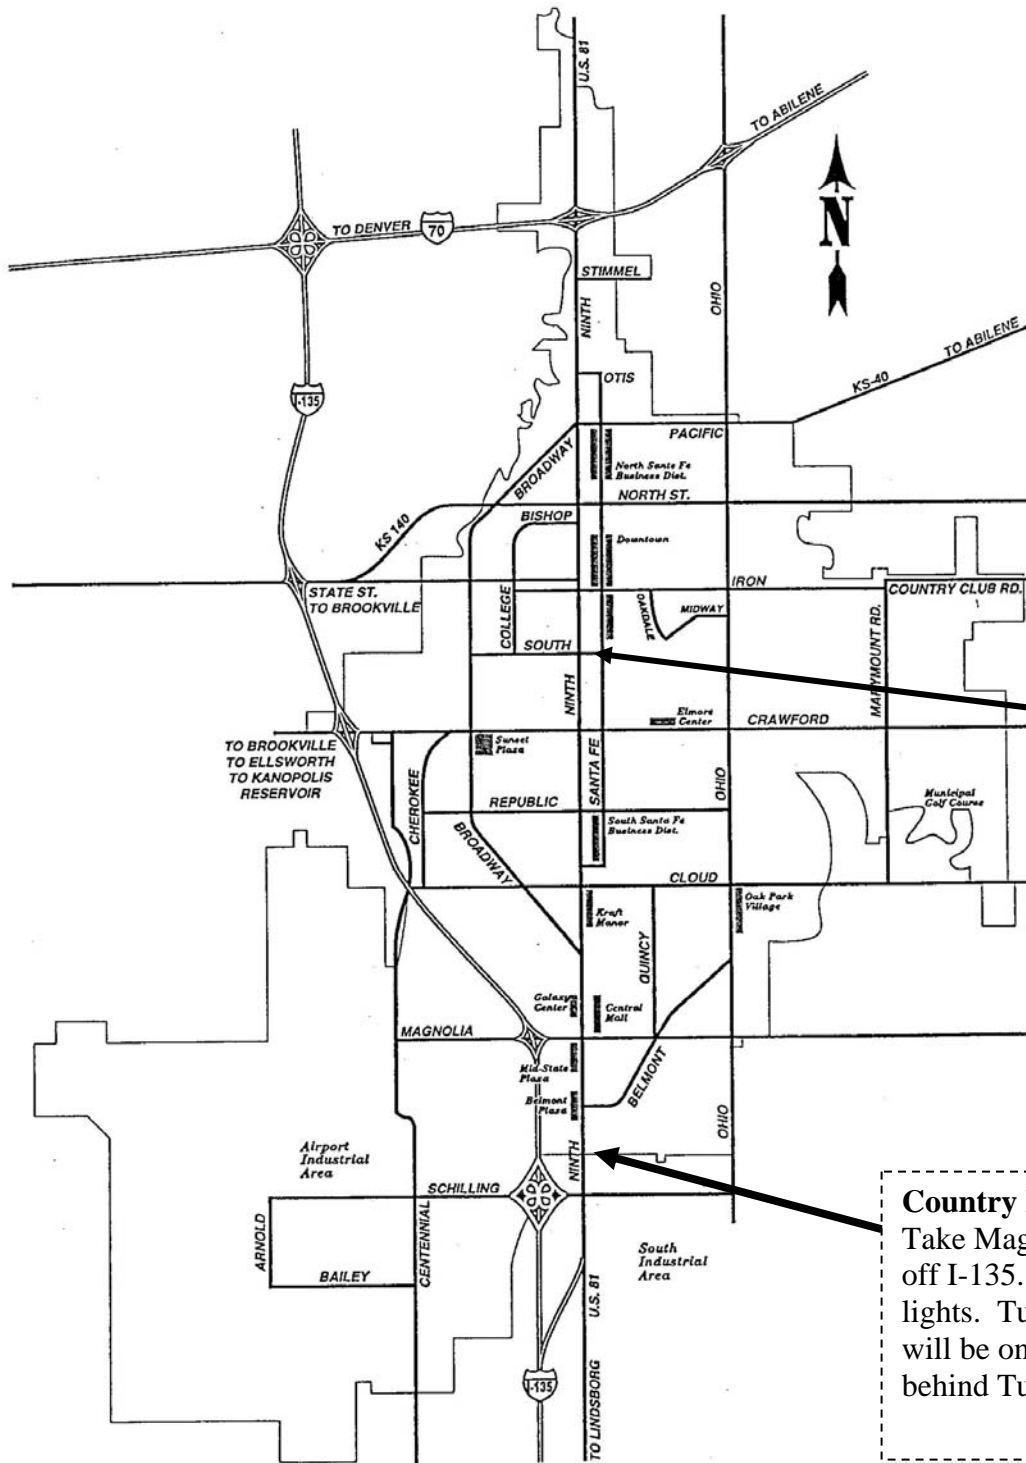 U.S. 81
TO ABILENE
N
TO DENVER
70
STIMMEL
NINTH
OHIO
TO ABILENE
KS-40
I-135
OTIS
PACIFIC
BROADWAY
North Santa Fe
Business Dist.
NORTH ST.
BISHOP
KS 140
Downtown
IRON
COUNTRY CLUB RD.
STATE ST.
TO BROOKVILLE
COLLEGE
OAKDALE
MIDWAY
MARYMOUNT RD.
SOUTH
NINTH
Elmore
Center
CRAWFORD
SANTA FE
OHIO
Sunset
Plaza
TO BROOKVILLE
TO ELLSWORTH
TO KANOPOLIS
RESERVOIR
CHEROKEE
REPUBLIC
Municipal
Golf Course
BROADWAY
South Santa Fe
Business Dist.
CLOUD
Oak Park
Village
Kraft
Manor
QUINCY
Galaxy
Center
Central
Mall
MAGNOLIA
Mid-State
Plaza
BELMONT
Belmont
Plaza
OHIO
NINTH
Airport
Industrial
Area
SCHILLING
ARNOLD
CENTENNIAL
BAILEY
South
Industrial
Area
U.S. 81
I-135
TO LINDSBORG
Country
Take Mag
off I-135.
lights. Tu
will be on
behind Tu